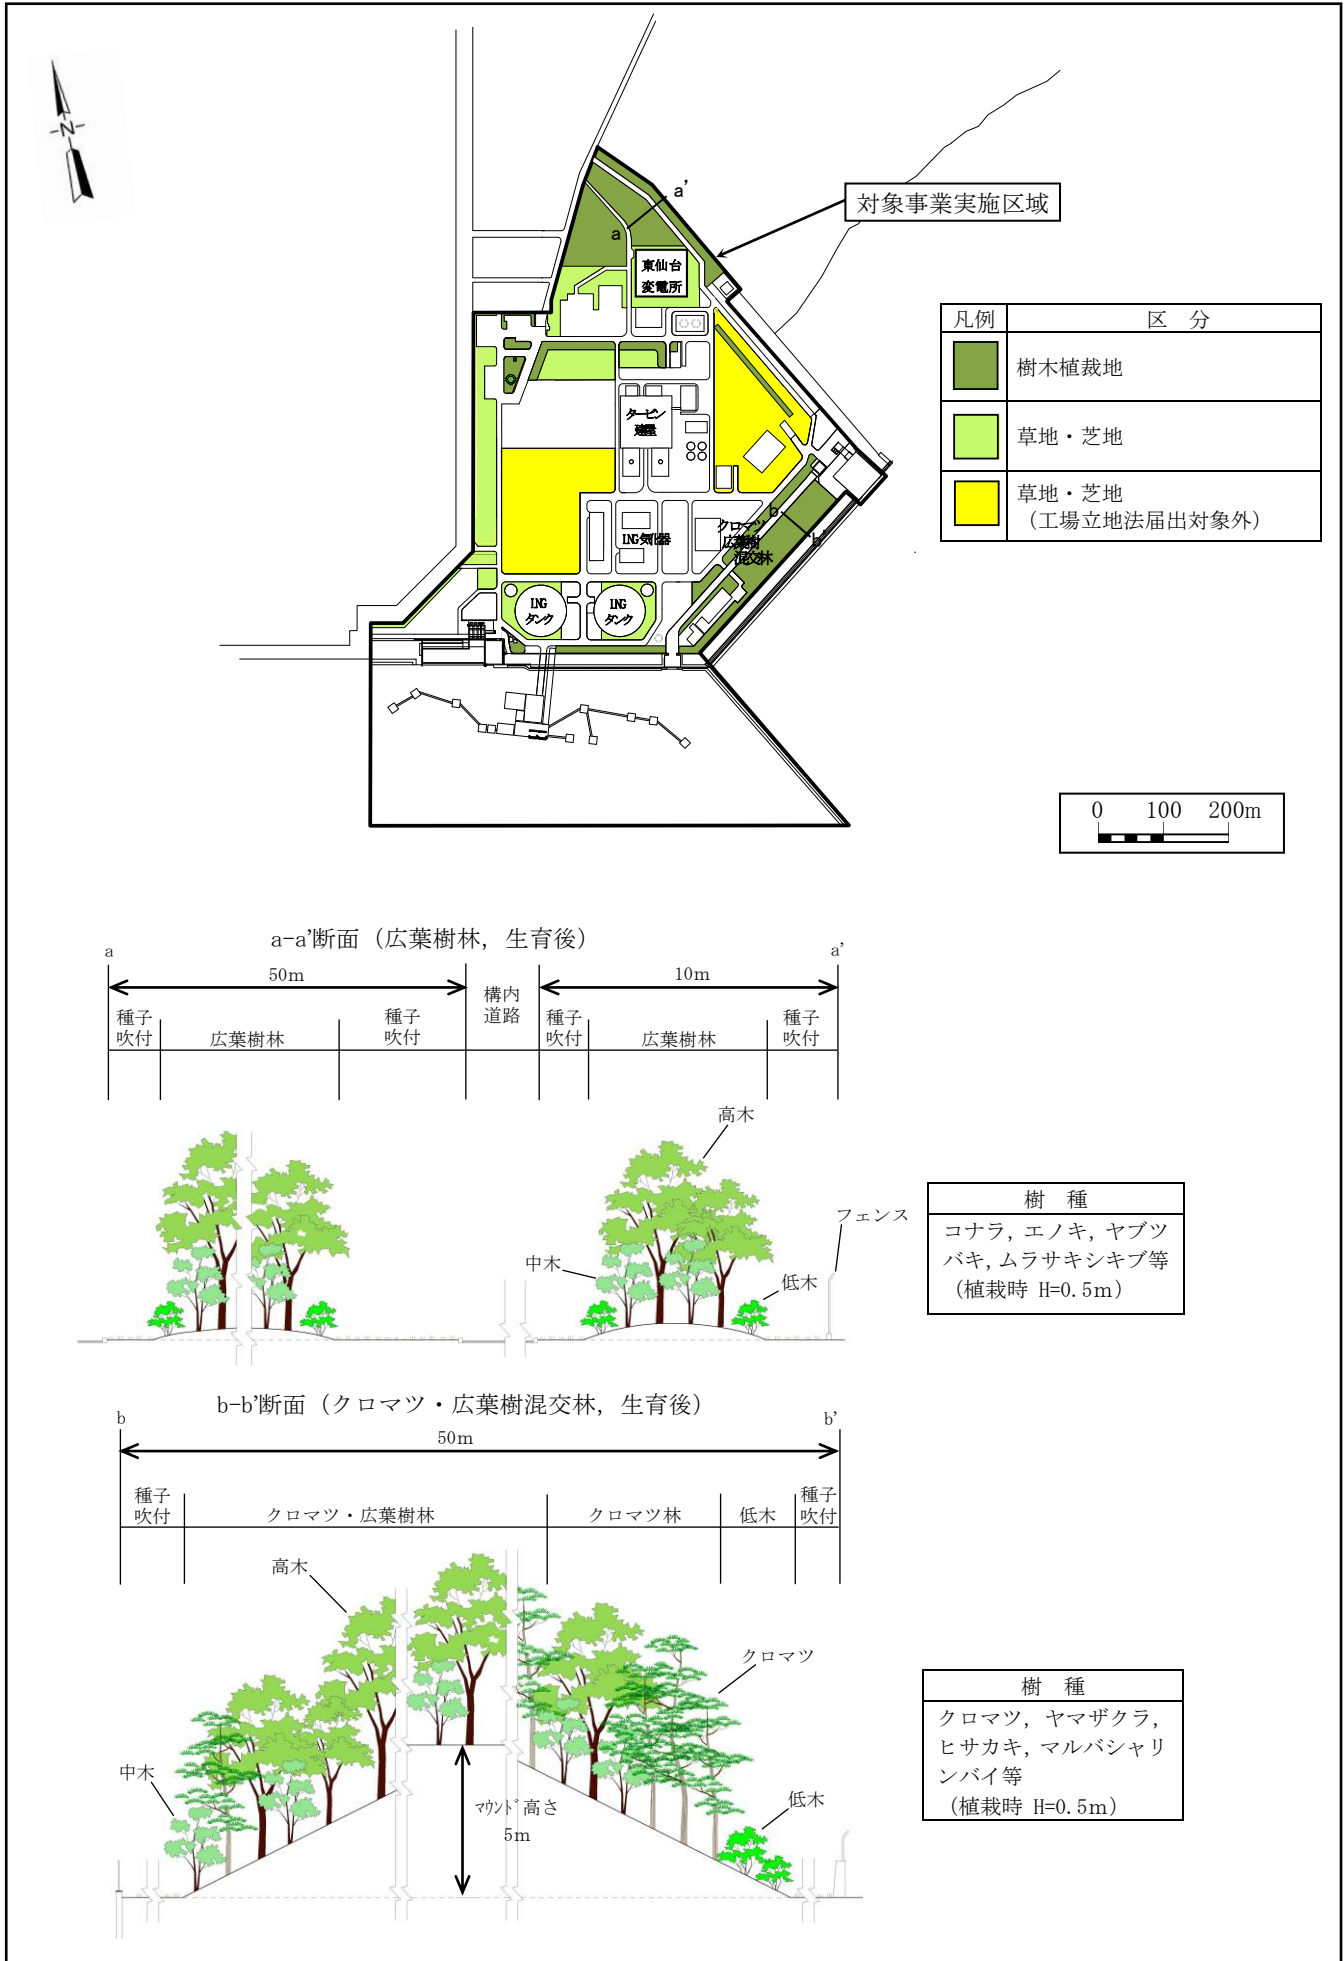 N
a’
a
対象事業実施区域
東仙台
変電所
凡例
区　分
樹木植裁地
草地・芝地
草地・芝地
（工場立地法届出対象外）
タービン
建屋
b
b’
クロマツ
広葉樹
混交林
LNG気化器
LNG
タンク
LNG
タンク
0　100　200m
a-a’断面（広葉樹林，生育後）
a
a’
50m
構内
道路
10m
種子
吹付
広葉樹林
種子
吹付
種子
吹付
広葉樹林
種子
吹付
高木
中木
低木
フェンス
樹　種
コナラ，エノキ，ヤブツ
バキ，ムラサキシキブ等
（植栽時 H=0.5m）
b-b’断面（クロマツ・広葉樹混交林，生育後）
b
b’
50m
種子
吹付
クロマツ・広葉樹林
クロマツ林
低木
種子
吹付
高木
クロマツ
中木
低木
ﾏｳﾝﾄﾞ高さ
5m
樹　種
クロマツ，ヤマザクラ，
ヒサカキ，マルバシャリ
ンバイ等
（植栽時 H=0.5m）